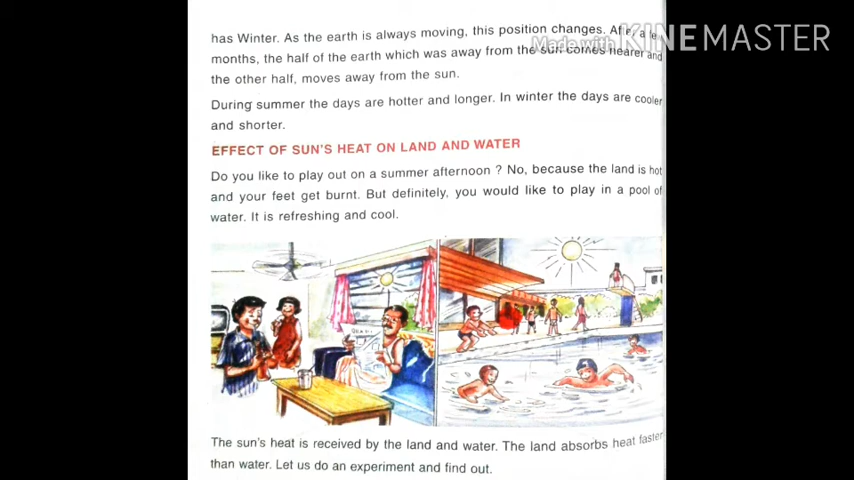 has Winter. As the earth is always moving, this position changes. After a few
Made with KINEMASTER
months, the half of the earth which was away from the sun comes nearer and
the other half, moves away from the sun.
During summer the days are hotter and longer. In winter the days are cooler
and shorter.
EFFECT OF SUN'S HEAT ON LAND AND WATER
Do you like to play out on a summer afternoon ? No, because the land is hot
and your feet get burnt. But definitely, you would like to play in a pool of
water. It is refreshing and cool.
The sun's heat is received by the land and water. The land absorbs heat faster
than water. Let us do an experiment and find out.